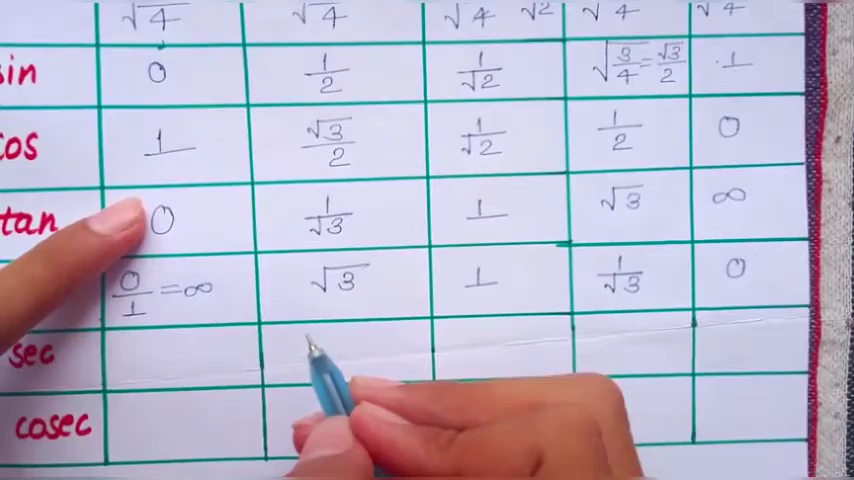 √4 √4 √4 √2 √4 √4
sin 0 1/2 1/√2 √3/4=√3/2 1
cos 1 √3/2 1/√2 1/2 0
tan 0 1/√3 1 √3 ∞
0/1=∞ √3 1 1/√3 0
sec
cosec